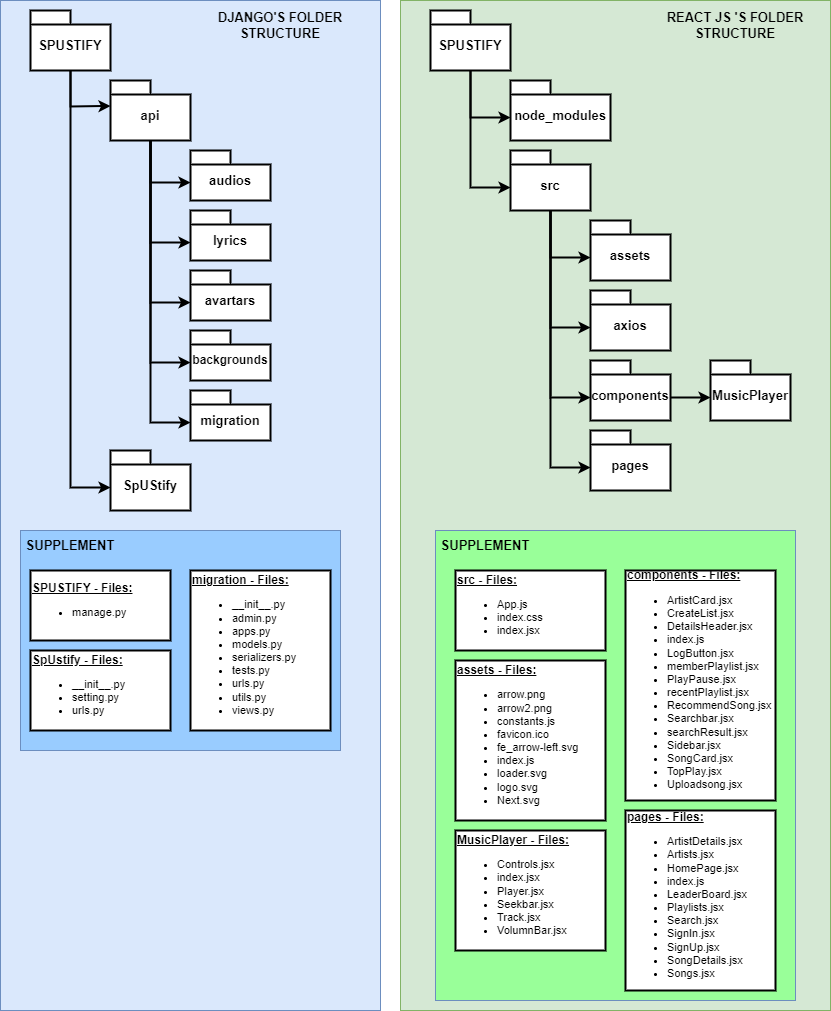 DJANGO'S FOLDER
STRUCTURE
SPUSTIFY
api
audios
lyrics
avartars
backgrounds
migration
SpUStify
SUPPLEMENT
SPUSTIFY - Files:
manage.py
SpUstify - Files:
__init__.py
setting.py
urls.py
migration - Files:
__init__.py
admin.py
apps.py
models.py
serializers.py
tests.py
urls.py
utils.py
views.py
REACT JS 'S FOLDER
STRUCTURE
SPUSTIFY
node_modules
src
assets
axios
components
MusicPlayer
pages
SUPPLEMENT
src - Files:
App.js
index.css
index.jsx
assets - Files:
arrow.png
arrow2.png
constants.js
favicon.ico
fe_arrow-left.svg
index.js
loader.svg
logo.svg
Next.svg
MusicPlayer - Files:
Controls.jsx
index.jsx
Player.jsx
Seekbar.jsx
Track.jsx
VolumnBar.jsx
components - Files:
ArtistCard.jsx
CreateList.jsx
DetailsHeader.jsx
index.js
LogButton.jsx
memberPlaylist.jsx
PlayPause.jsx
recentPlaylist.jsx
RecommendSong.jsx
Searchbar.jsx
searchResult.jsx
Sidebar.jsx
SongCard.jsx
TopPlay.jsx
Uploadsong.jsx
pages - Files:
ArtistDetails.jsx
Artists.jsx
HomePage.jsx
index.js
LeaderBoard.jsx
Playlists.jsx
Search.jsx
SignIn.jsx
SignUp.jsx
SongDetails.jsx
Songs.jsx